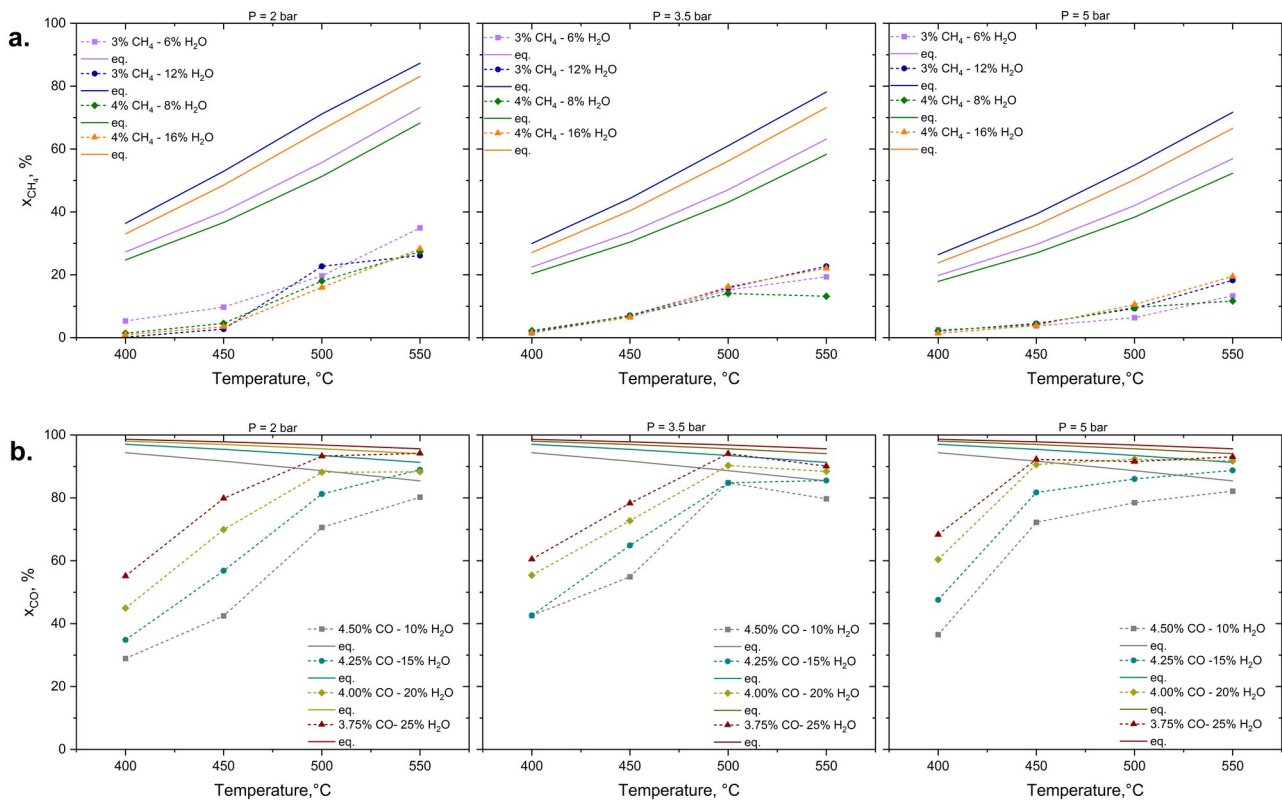 a.
P = 2 bar
100
80
60
40
20
0
x_CH₄, %
3% CH₄ - 6% H₂O
eq.
3% CH₄ - 12% H₂O
eq.
4% CH₄ - 8% H₂O
eq.
4% CH₄ - 16% H₂O
eq.
400 450 500 550
Temperature, °C
P = 3.5 bar
3% CH₄ - 6% H₂O
eq.
3% CH₄ - 12% H₂O
eq.
4% CH₄ - 8% H₂O
eq.
4% CH₄ - 16% H₂O
eq.
400 450 500 550
Temperature, °C
P = 5 bar
3% CH₄ - 6% H₂O
eq.
3% CH₄ - 12% H₂O
eq.
4% CH₄ - 8% H₂O
eq.
4% CH₄ - 16% H₂O
eq.
400 450 500 550
Temperature, °C
b.
P = 2 bar
100
80
60
40
20
0
x_CO, %
4.50% CO - 10% H₂O
eq.
4.25% CO -15% H₂O
eq.
4.00% CO - 20% H₂O
eq.
3.75% CO- 25% H₂O
eq.
400 450 500 550
Temperature,°C
P = 3.5 bar
4.50% CO - 10% H₂O
eq.
4.25% CO -15% H₂O
eq.
4.00% CO - 20% H₂O
eq.
3.75% CO- 25% H₂O
eq.
400 450 500 550
Temperature,°C
P = 5 bar
4.50% CO - 10% H₂O
eq.
4.25% CO -15% H₂O
eq.
4.00% CO - 20% H₂O
eq.
3.75% CO- 25% H₂O
eq.
400 450 500 550
Temperature,°C